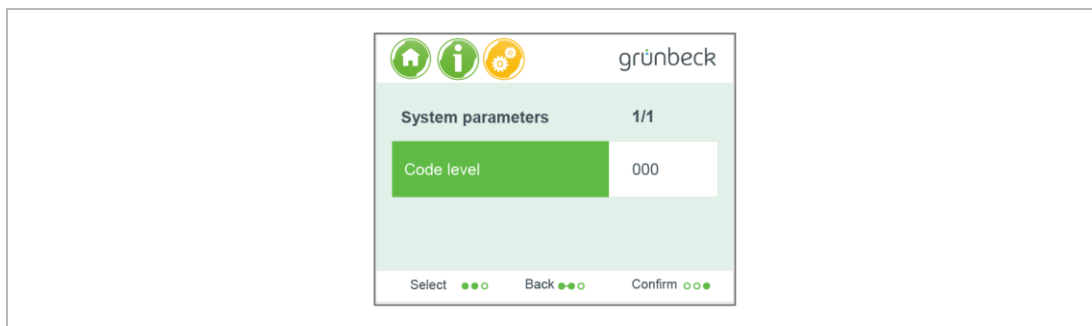 grünbeck
System parameters 1/1
Code level 000
Select Back Confirm